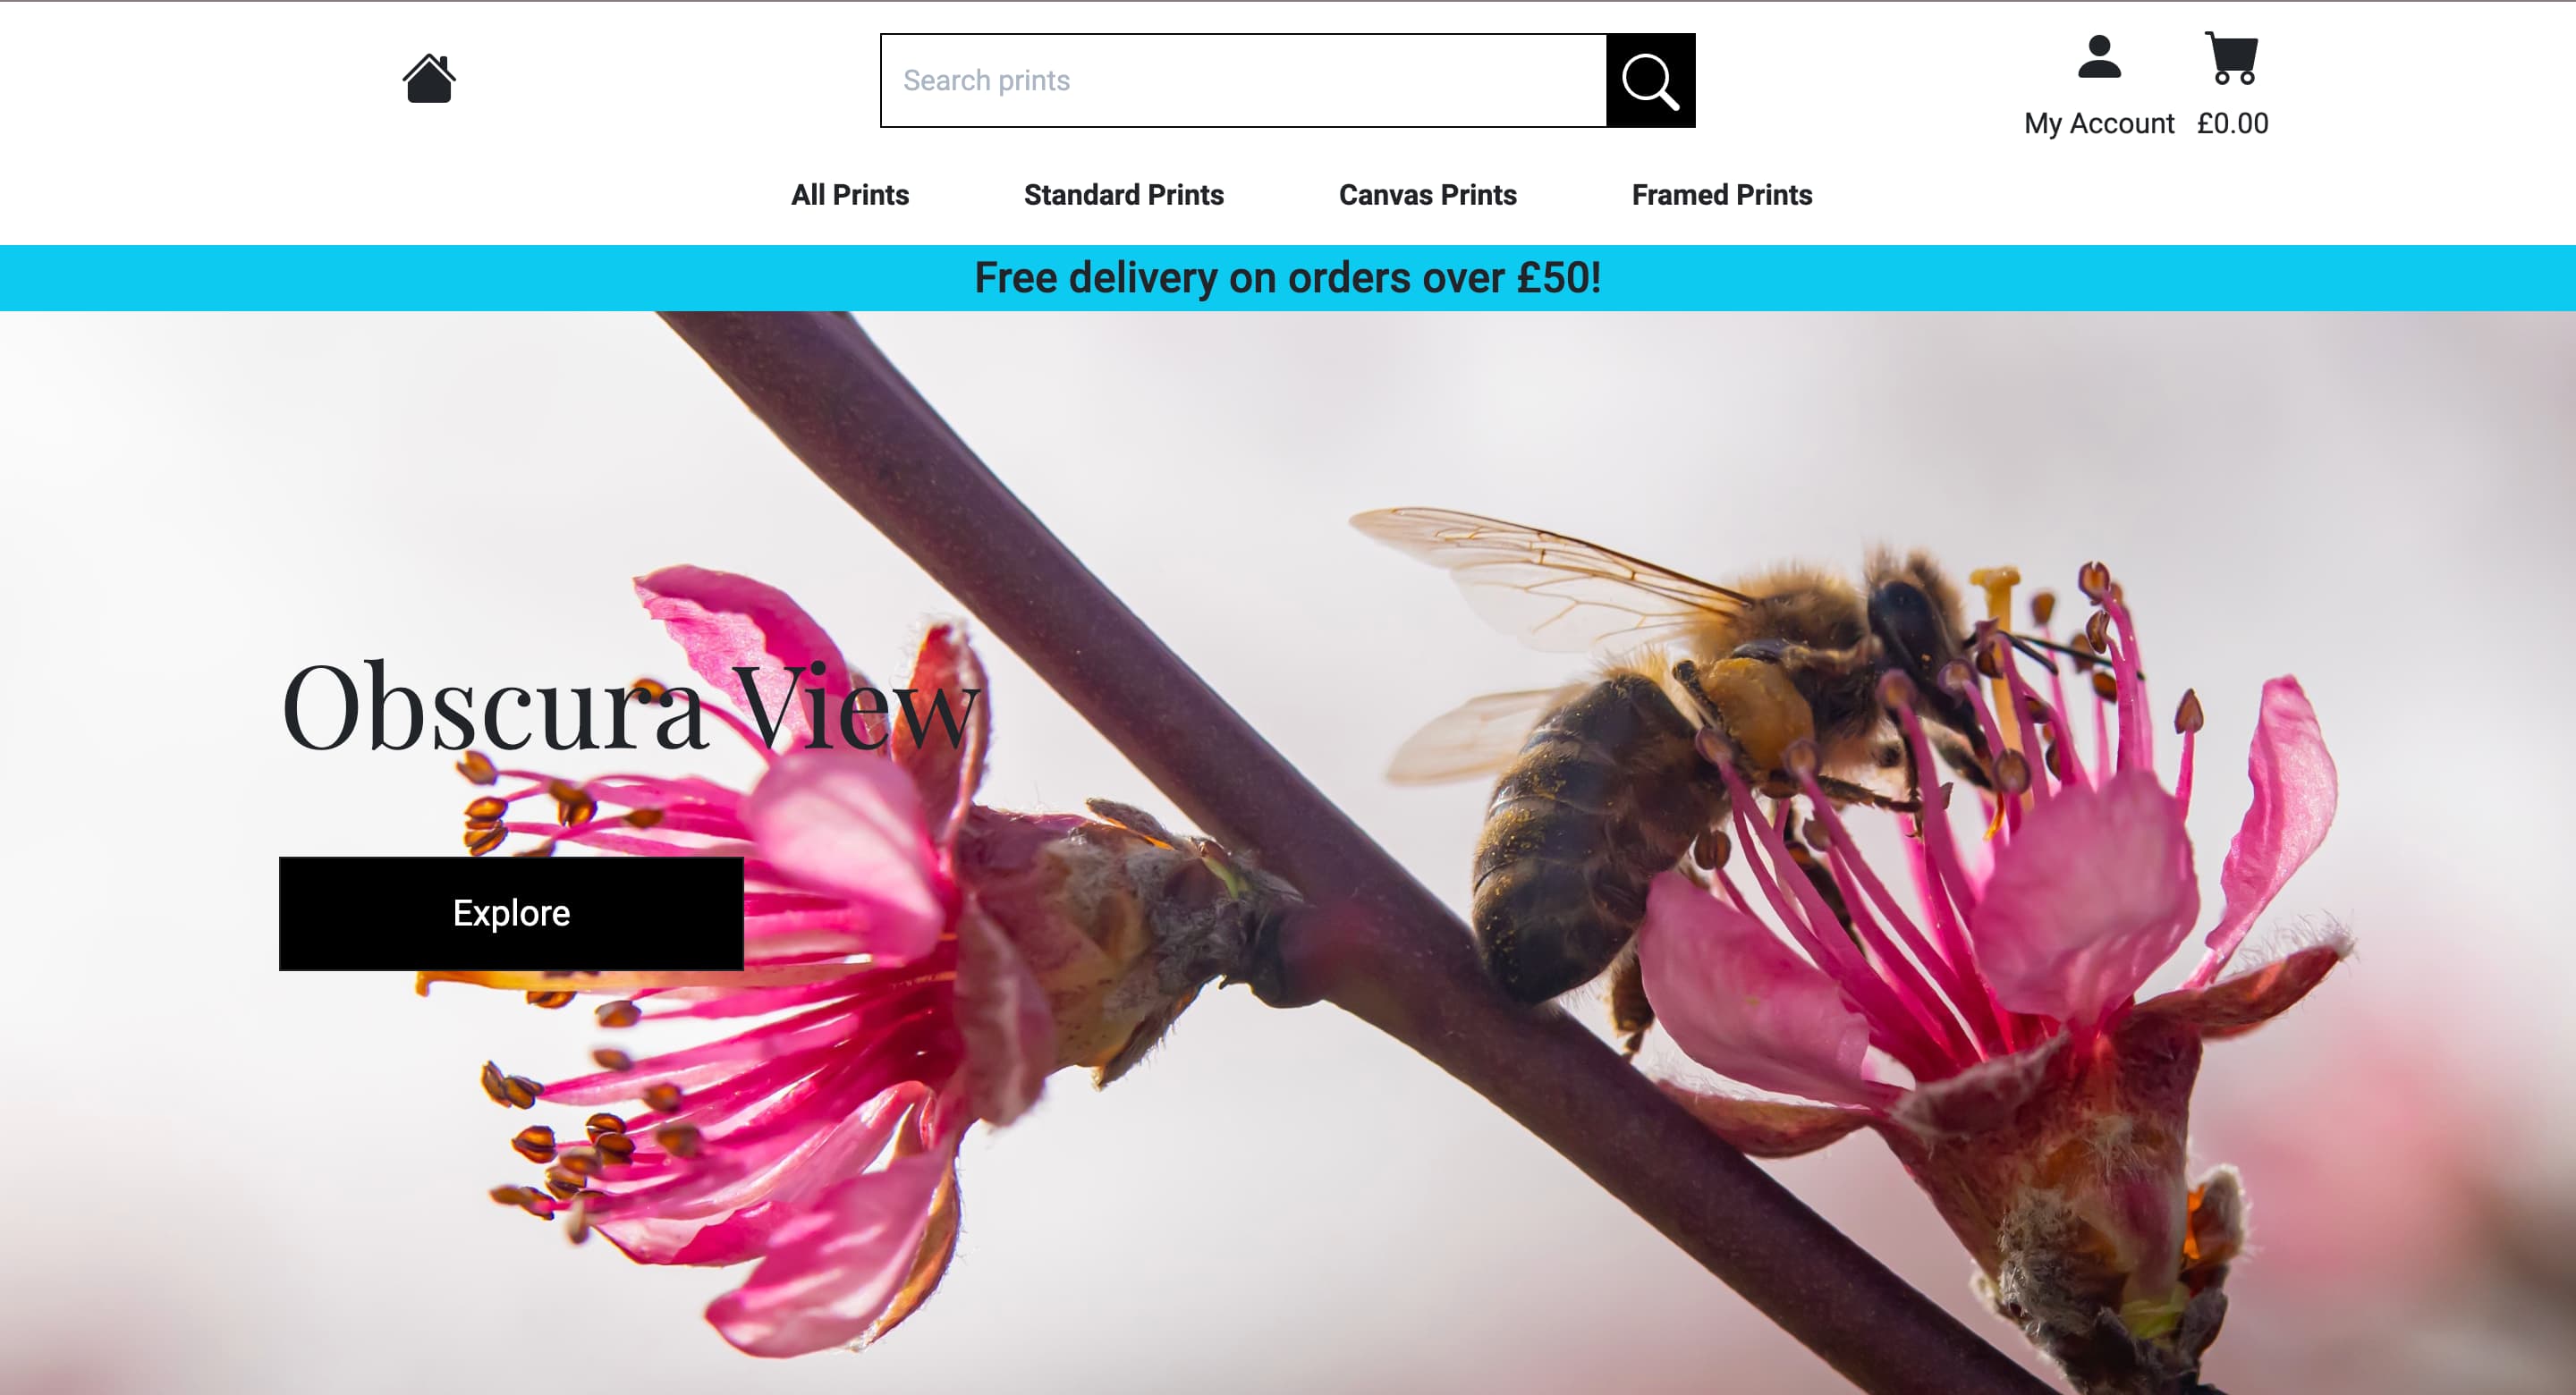 Search prints
My Account £0.00
All Prints Standard Prints Canvas Prints Framed Prints
Free delivery on orders over £50!
Obscura View
Explore